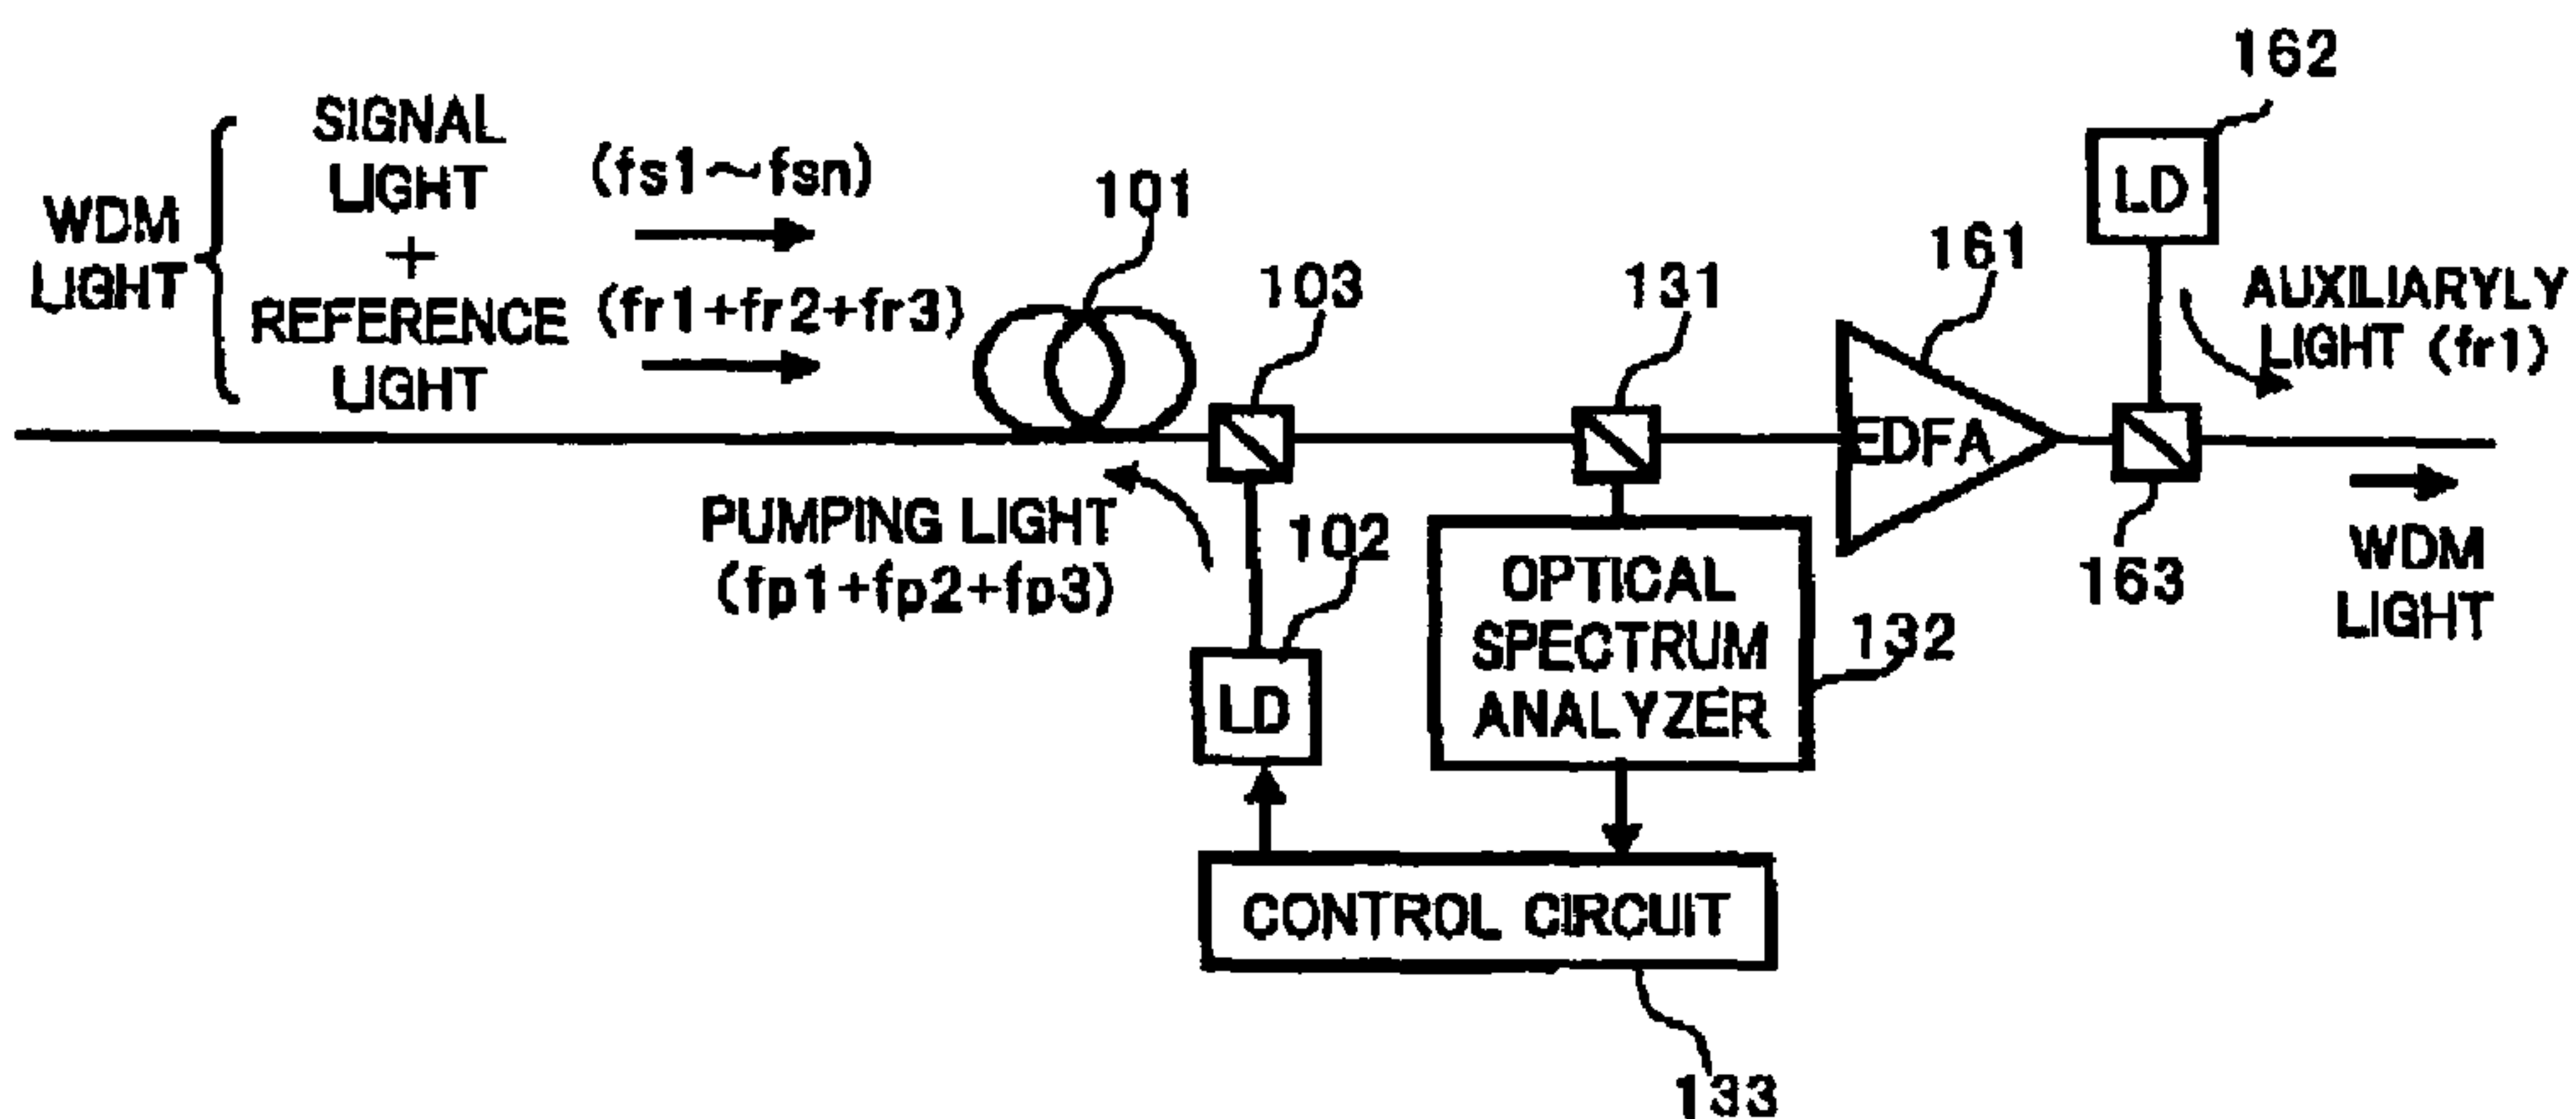 162
SIGNAL
LIGHT
(fs1～fsn)
WDM
LIGHT
+
REFERENCE
LIGHT
(fr1+fr2+fr3)
101
103
131
161
LD
AUXILIARYLY
LIGHT (fr1)
EDFA
PUMPING LIGHT
(fp1+fp2+fp3)
102
LD
OPTICAL
SPECTRUM
ANALYZER
132
163
WDM
LIGHT
CONTROL CIRCUIT
133